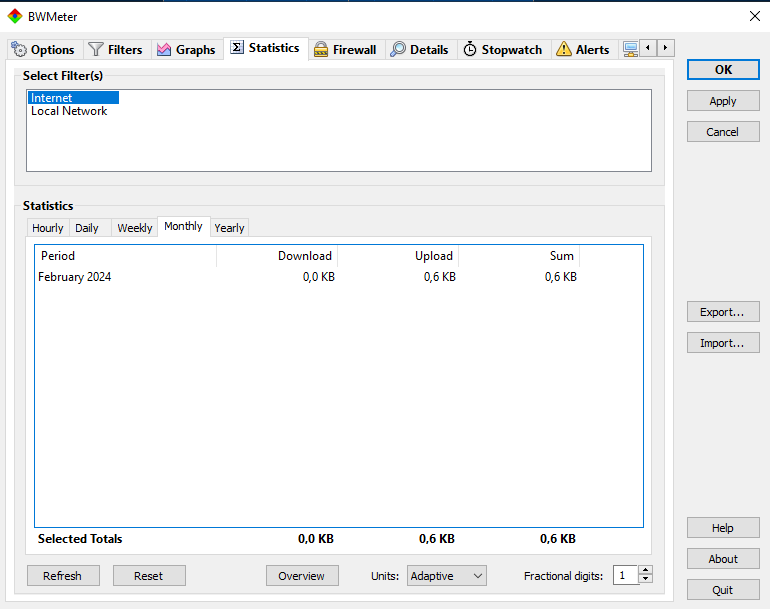 BWMeter
Options Filters Graphs Statistics Firewall Details Stopwatch Alerts
OK
Apply
Cancel
Select Filter(s)
Internet
Local Network
Statistics
Hourly Daily Weekly Monthly Yearly
Period Download Upload Sum
February 2024 0,0 KB 0,6 KB 0,6 KB
Export...
Import...
Selected Totals 0,0 KB 0,6 KB 0,6 KB
Refresh Reset Overview Units: Adaptive Fractional digits: 1
Help
About
Quit